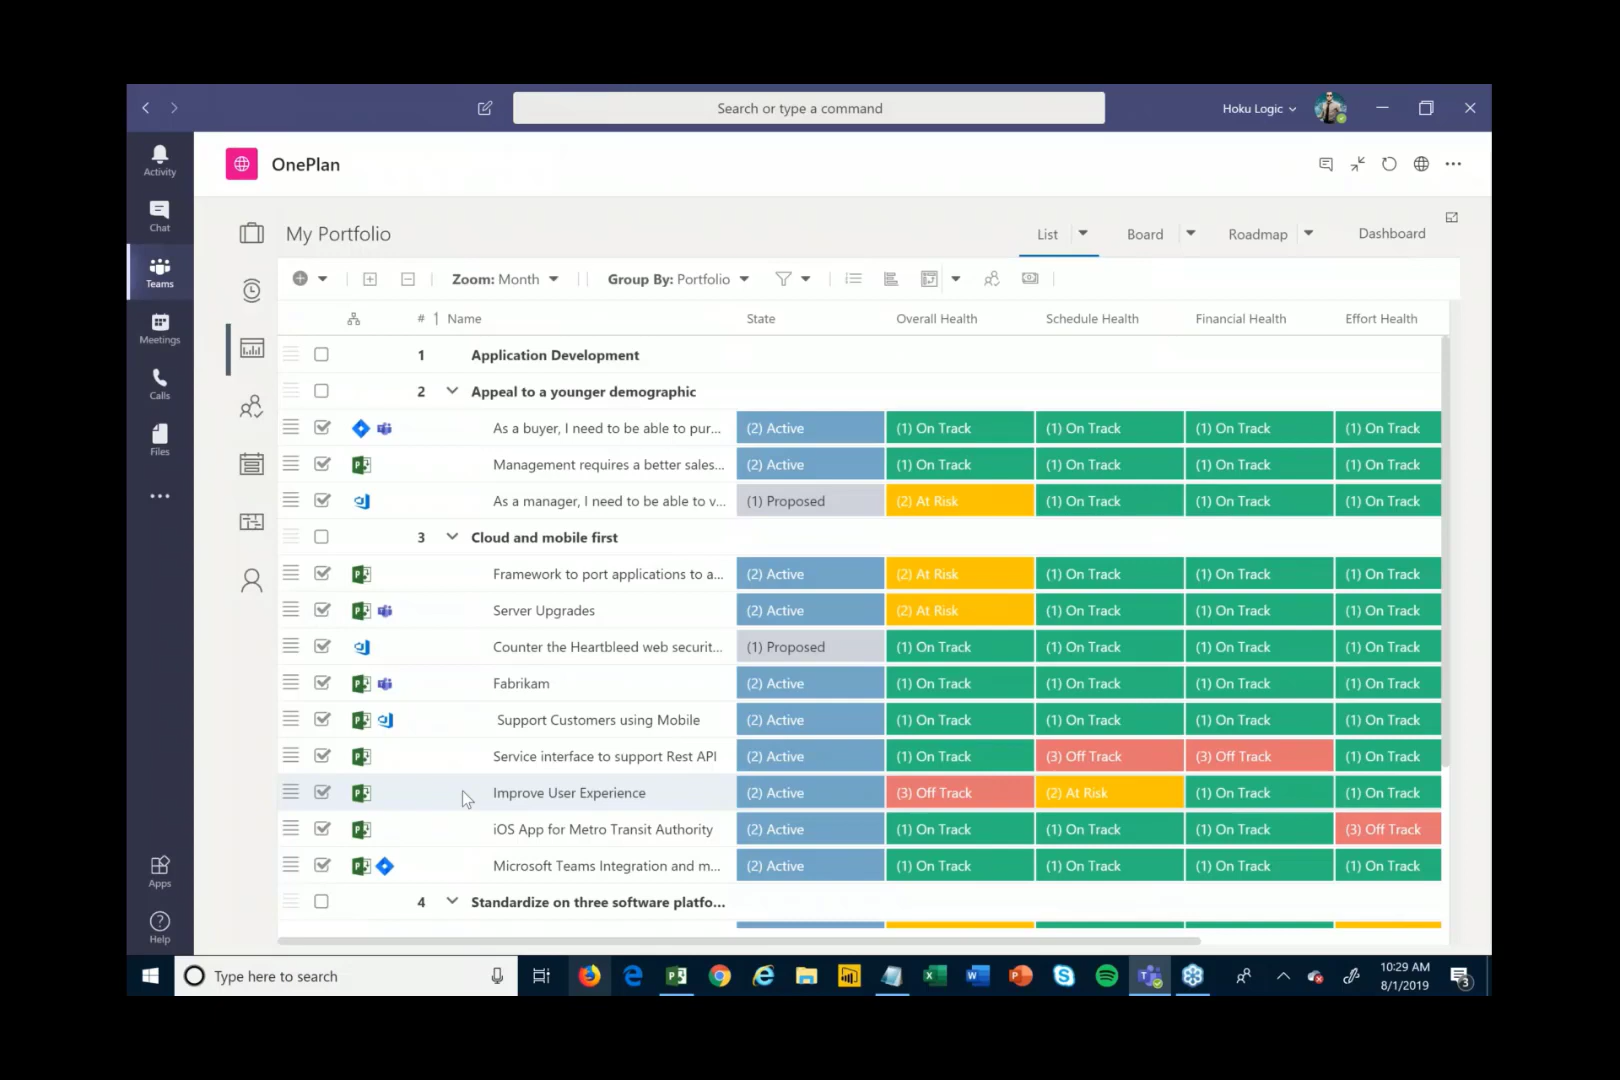 Search or type a command
Hoku Logic
Activity
Chat
Teams
Meetings
Calls
Files
Apps
Help
OnePlan
My Portfolio
List
Board
Roadmap
Dashboard
Zoom: Month
Group By: Portfolio
# Name State Overall Health Schedule Health Financial Health Effort Health
1 Application Development
2 Appeal to a younger demographic
As a buyer, I need to be able to pur... (2) Active (1) On Track (1) On Track (1) On Track (1) On Track
Management requires a better sales... (2) Active (1) On Track (1) On Track (1) On Track (1) On Track
As a manager, I need to be able to v... (1) Proposed (2) At Risk (1) On Track (1) On Track (1) On Track
3 Cloud and mobile first
Framework to port applications to a... (2) Active (2) At Risk (1) On Track (1) On Track (1) On Track
Server Upgrades (2) Active (2) At Risk (1) On Track (1) On Track (1) On Track
Counter the Heartbleed web securit... (1) Proposed (1) On Track (1) On Track (1) On Track (1) On Track
Fabrikam (2) Active (1) On Track (1) On Track (1) On Track (1) On Track
Support Customers using Mobile (2) Active (1) On Track (1) On Track (1) On Track (1) On Track
Service interface to support Rest API (2) Active (1) On Track (3) Off Track (3) Off Track (1) On Track
Improve User Experience (2) Active (3) Off Track (2) At Risk (1) On Track (1) On Track
iOS App for Metro Transit Authority (2) Active (1) On Track (1) On Track (1) On Track (3) Off Track
Microsoft Teams Integration and m... (2) Active (1) On Track (1) On Track (1) On Track (1) On Track
4 Standardize on three software platfo...
Type here to search
10:29 AM
8/1/2019
3